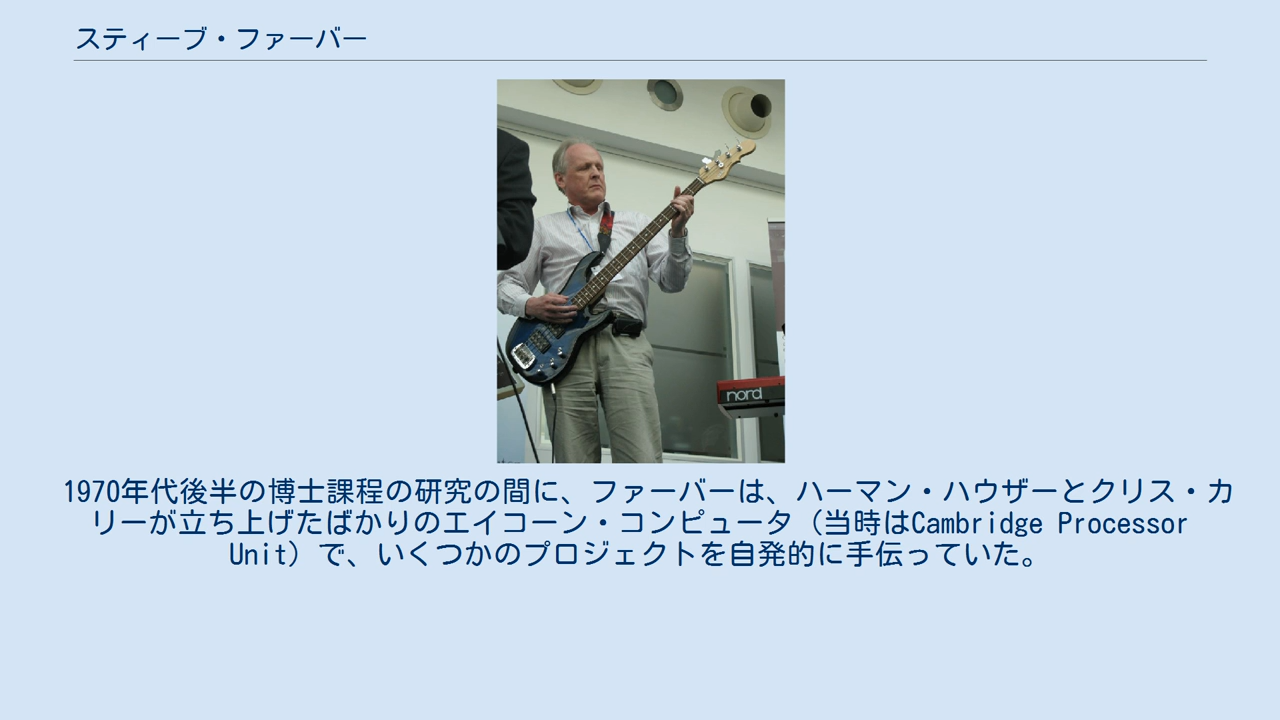 スティーブ・ファーバー
nord
1970年代後半の博士課程の研究の間に、ファーバーは、ハーマン・ハウザーとクリス・カ
リーが立ち上げたばかりのエイコーン・コンピュータ（当時はCambridge Processor
Unit）で、いくつかのプロジェクトを自発的に手伝っていた。